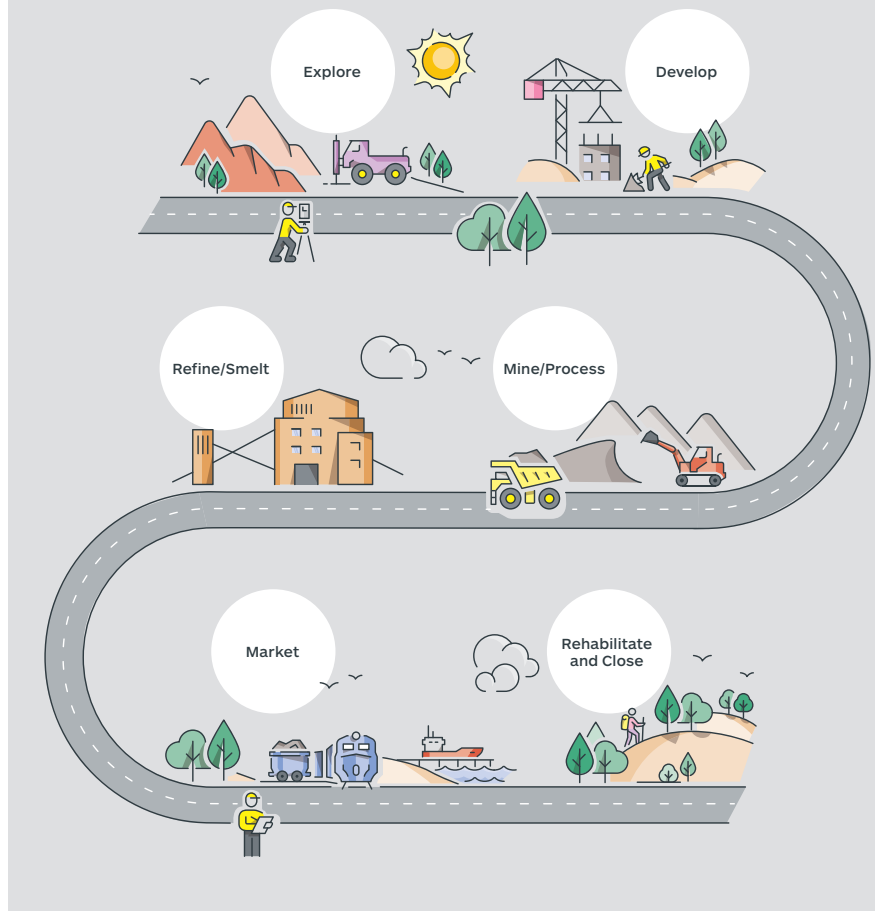 Explore
Develop
Refine/Smelt
Mine/Process
Market
Rehabilitate
and Close